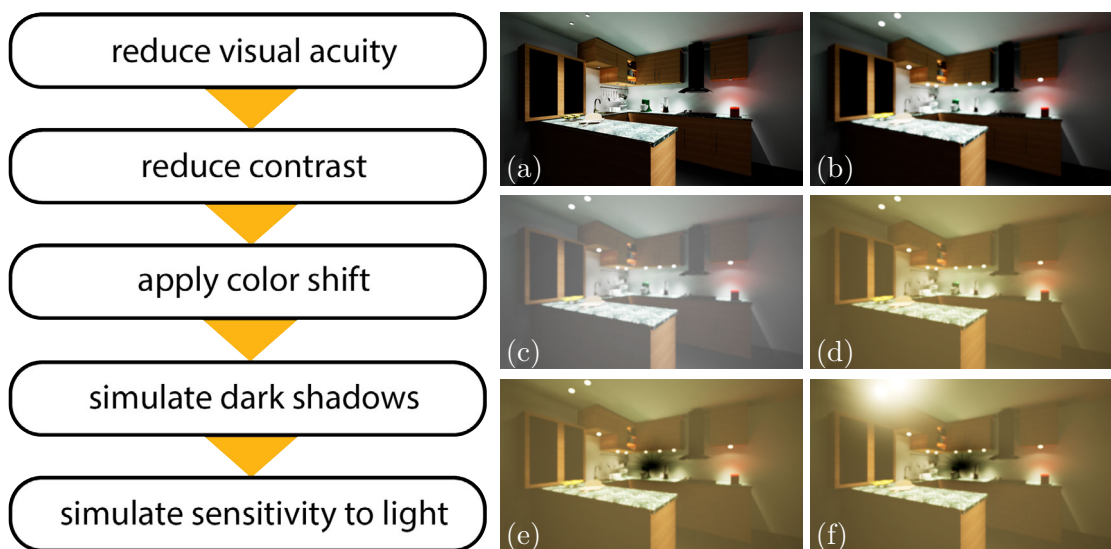 reduce visual acuity
reduce contrast
apply color shift
simulate dark shadows
simulate sensitivity to light
(a)
(b)
(c)
(d)
(e)
(f)